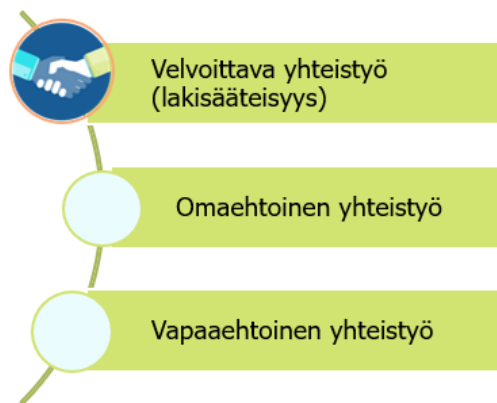 Velvoittava yhteistyö
(lakisääteisyys)
Omaehtoinen yhteistyö
Vapaaehtoinen yhteistyö